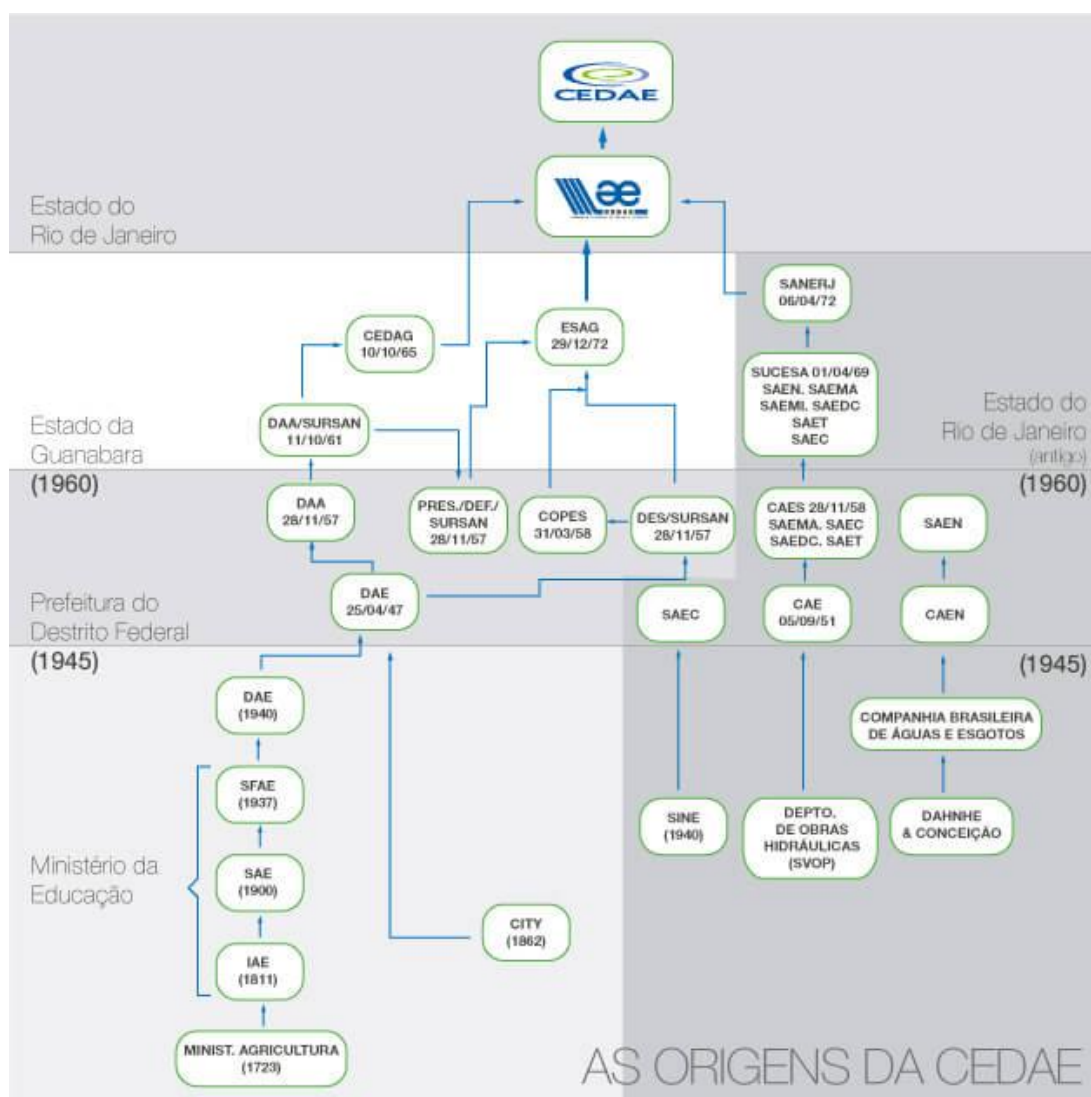 CEDAE
ae
CEDAE
Estado do
Rio de Janeiro
SANERJ
06/04/72
CEDAG
10/10/65
ESAG
29/12/72
SUCESA 01/04/69
SAEN. SAEMA
SAEMI. SAEDC
SAET
SAEC
Estado da
Guanabara
(1960)
DAA/SURSAN
11/10/61
Estado do
Rio de Janeiro
(antigo)
(1960)
DAA
28/11/57
PRES./DEF./
SURSAN
28/11/57
COPES
31/03/58
DES/SURSAN
28/11/57
CAES 28/11/58
SAEMA. SAEC
SAEDC. SAET
SAEN
Prefeitura do
Destrito Federal
(1945)
DAE
25/04/47
SAEC
CAE
05/09/51
CAEN
(1945)
DAE
(1940)
COMPANHIA BRASILEIRA
DE ÁGUAS E ESGOTOS
SFAE
(1937)
SINE
(1940)
DEPTO.
DE OBRAS
HIDRÁULICAS
(SVOP)
DAHNHE
& CONCEIÇÃO
Ministério da
Educação
SAE
(1900)
CITY
(1862)
IAE
(1811)
MINIST. AGRICULTURA
(1723)
AS ORIGENS DA CEDAE